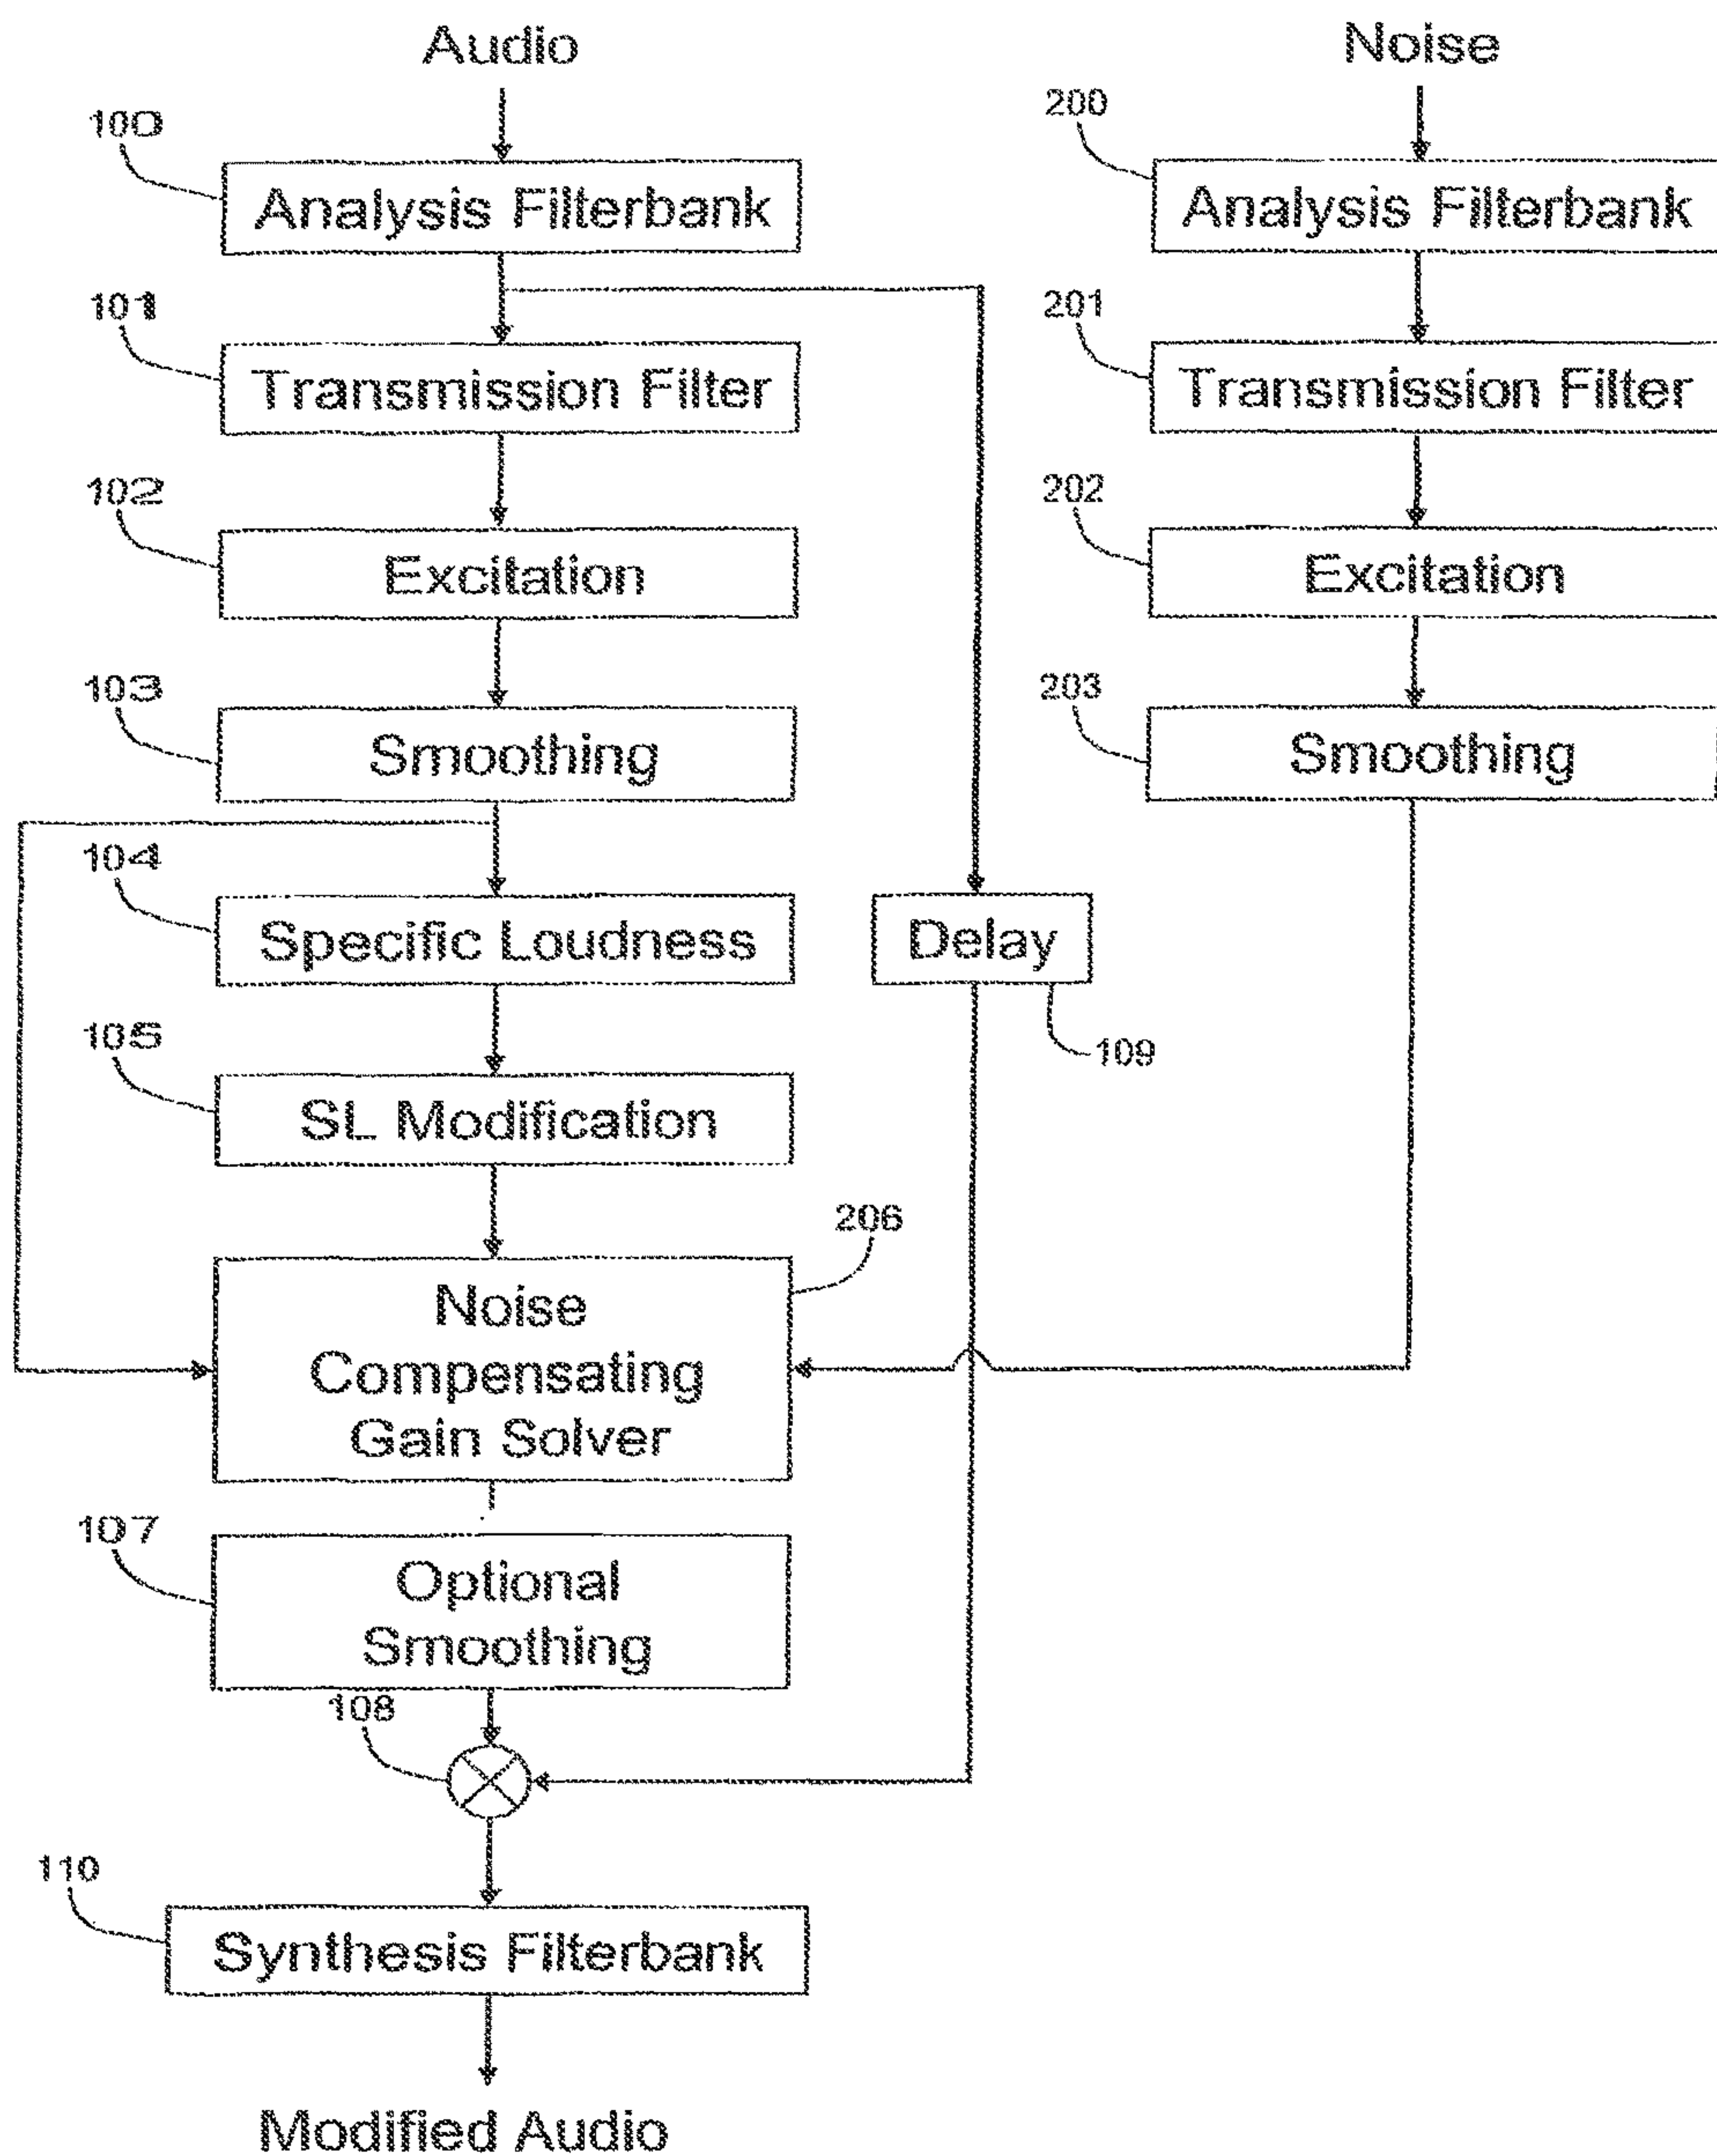 Audio
Noise
100
200
Analysis Filterbank
Analysis Filterbank
101
201
Transmission Filter
Transmission Filter
102
202
Excitation
Excitation
103
203
Smoothing
Smoothing
104
Specific Loudness
Delay
105
109
SL Modification
206
Noise
Compensating
Gain Solver
107
Optional
Smoothing
108
110
Synthesis Filterbank
Modified Audio